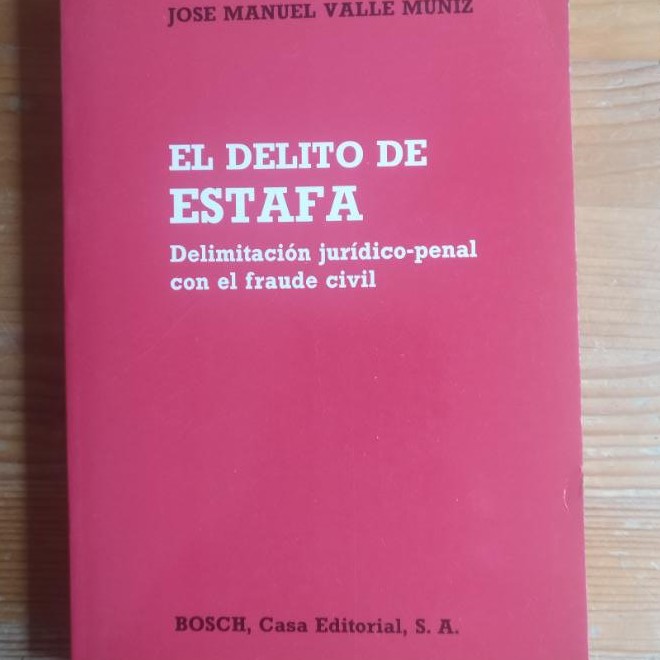 JOSE MANUEL VALLE MUÑIZ
EL DELITO DE
ESTAFA
Delimitación jurídico-penal
con el fraude civil
BOSCH, Casa Editorial, S. A.